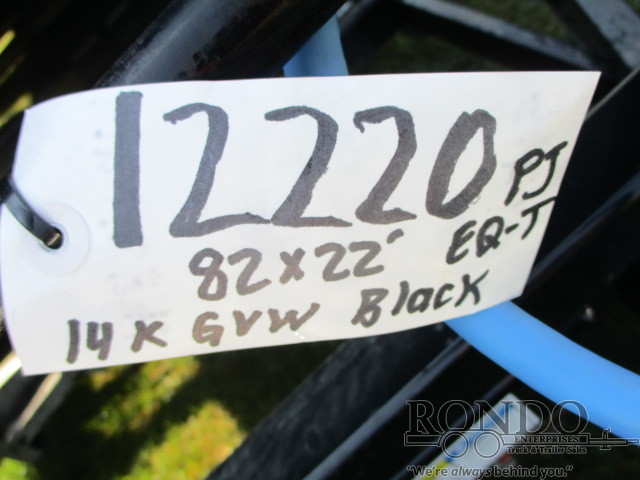 12220 PJ
82x22' EQ-T
14K GVW Black
RONDO
ENTERPRISES
Truck & Trailer Sales
"We're always behind you."